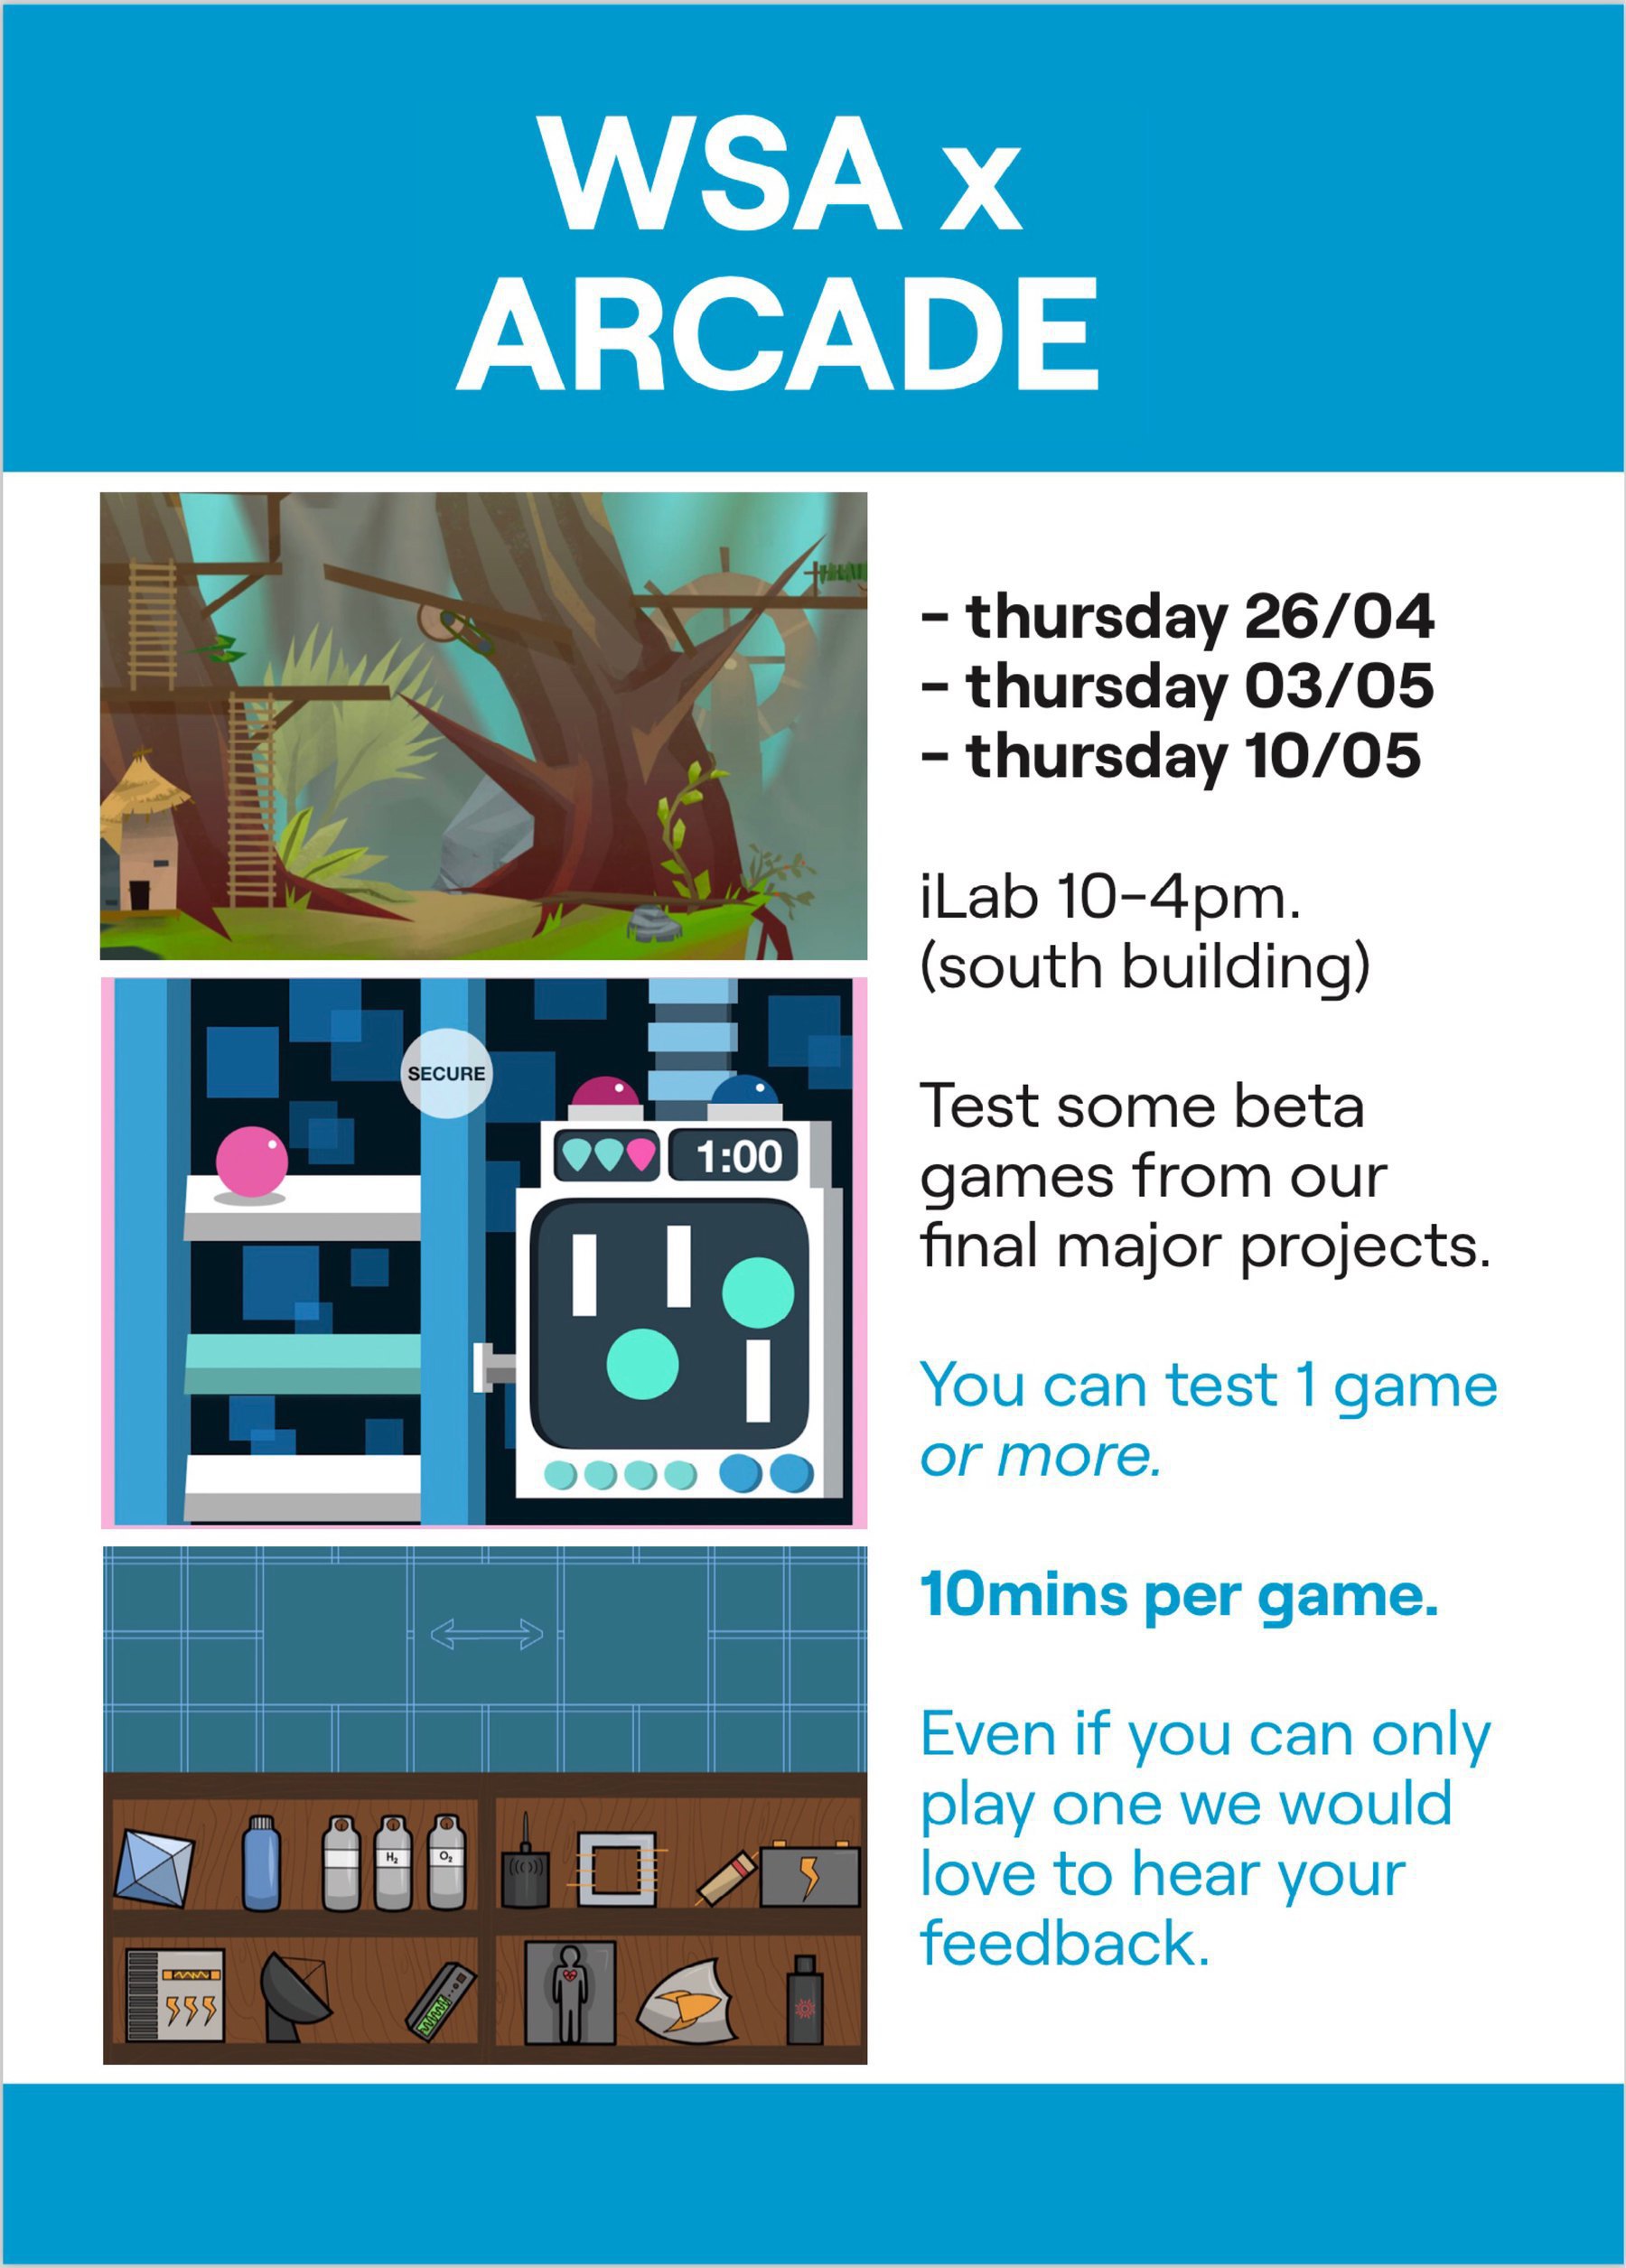 WSA x
ARCADE
- thursday 26/04
- thursday 03/05
- thursday 10/05
iLab 10-4pm.
(south building)
Test some beta
games from our
final major projects.
You can test 1 game
or more.
10mins per game.
Even if you can only
play one we would
love to hear your
feedback.
SECURE
1:00
H₂
O₂